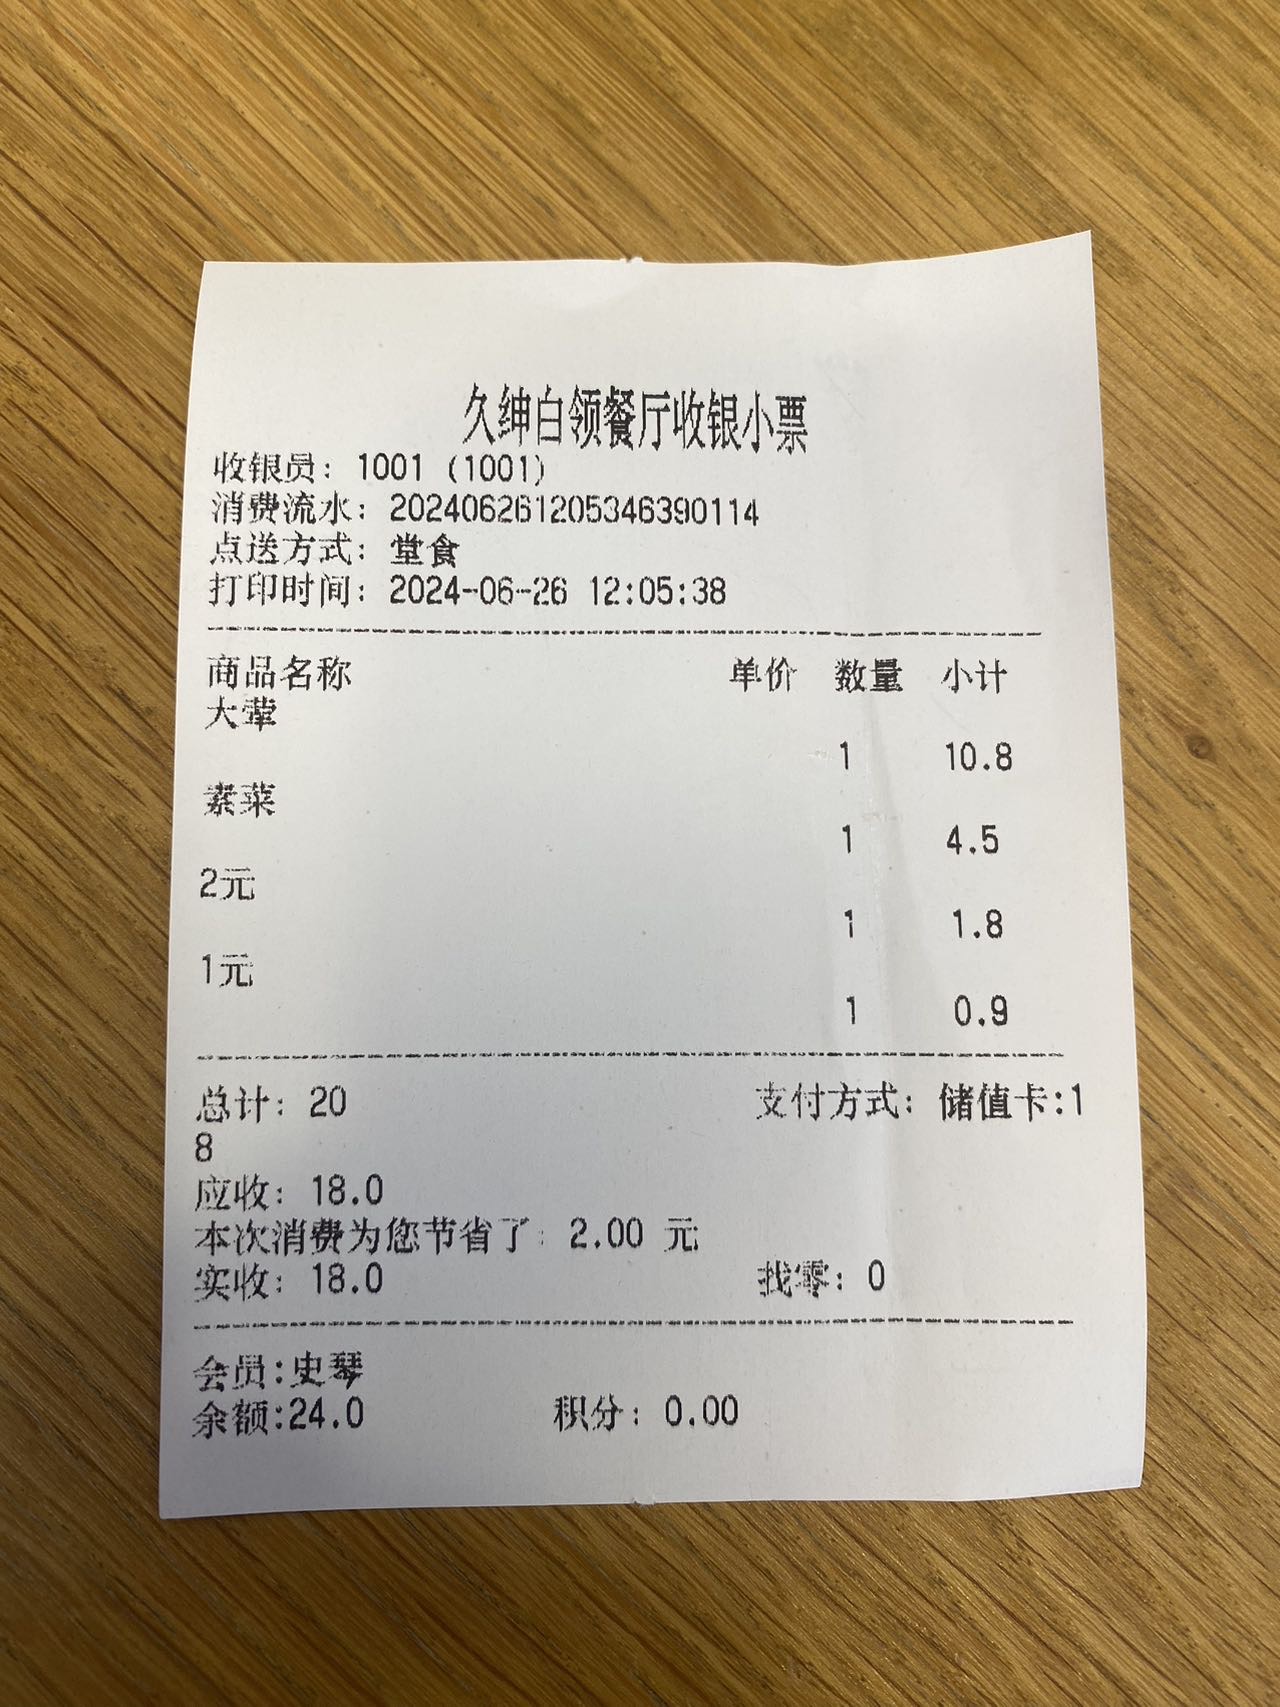 久绅白领餐厅收银小票
收银员：1001 (1001)
消费流水：202406261205346390114
点送方式：堂食
打印时间：2024-06-26 12:05:38
商品名称 单价 数量 小计
大荤
1 10.8
素菜
1 4.5
2元
1 1.8
1元
1 0.9
总计：20 支付方式：储值卡:1
8
应收：18.0
本次消费为您节省了：2.00 元
实收：18.0 找零：0
会员:史琴
余额:24.0 积分：0.00